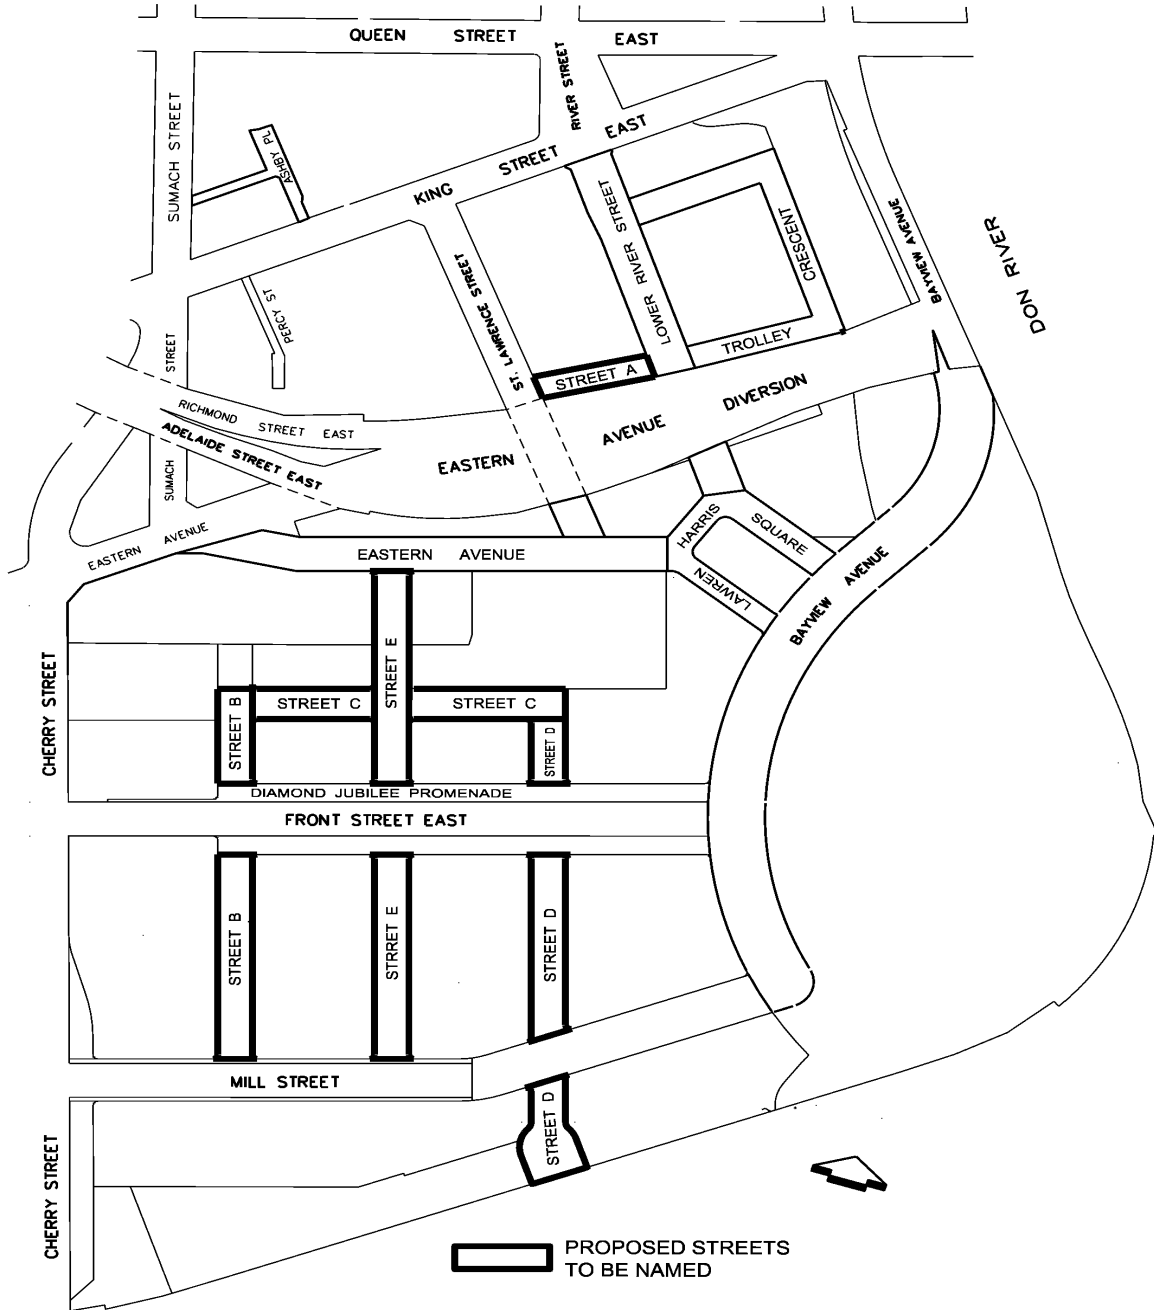 QUEEN STREET EAST
RIVER STREET
SUMACH STREET
ASHBY PL
KING STREET EAST
LOWER RIVER STREET
CRESCENT
BAYVIEW AVENUE
DON RIVER
ST. LAWRENCE STREET
PERCY ST
TROLLEY
STREET A
SUMACH STREET
RICHMOND STREET EAST
ADELAIDE STREET EAST
EASTERN AVENUE DIVERSION
EASTERN AVENUE
EASTERN AVENUE
HARRIS
SQUARE
LAWREN
BAYVIEW AVENUE
CHERRY STREET
STREET E
STREET B
STREET C
STREET C
STREET D
DIAMOND JUBILEE PROMENADE
FRONT STREET EAST
STREET B
STRRET E
STREET D
MILL STREET
STREET D
CHERRY STREET
PROPOSED STREETS
TO BE NAMED